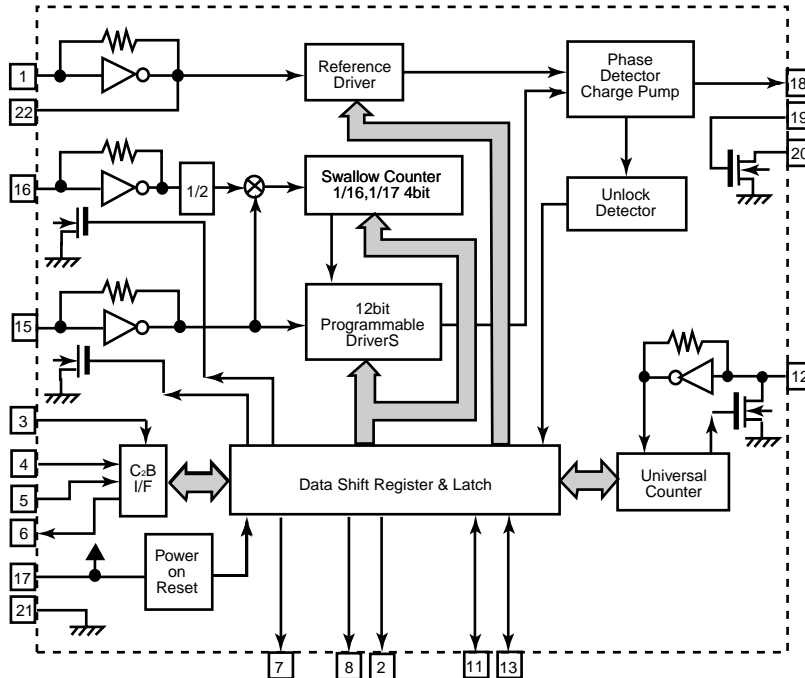 1
22
Reference
Driver
Phase
Detector
Charge Pump
18
19
20
16
1/2
Swallow Counter
1/16,1/17 4bit
Unlock
Detector
15
12bit
Programmable
DriverS
12
3
4
5
6
C₂B
I/F
Data Shift Register & Latch
Universal
Counter
17
Power
on
Reset
21
7
8
2
11
13